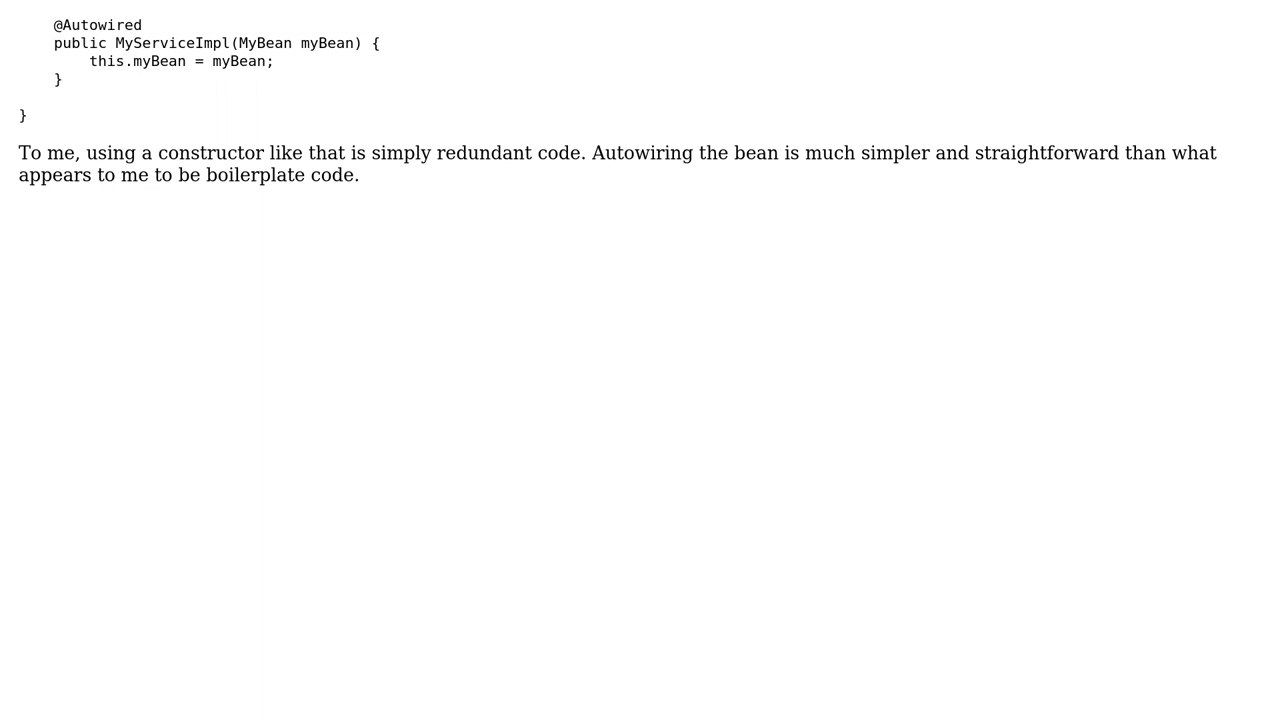 @Autowired
public MyServiceImpl(MyBean myBean) {
this.myBean = myBean;
}
}
To me, using a constructor like that is simply redundant code. Autowiring the bean is much simpler and straightforward than what
appears to me to be boilerplate code.